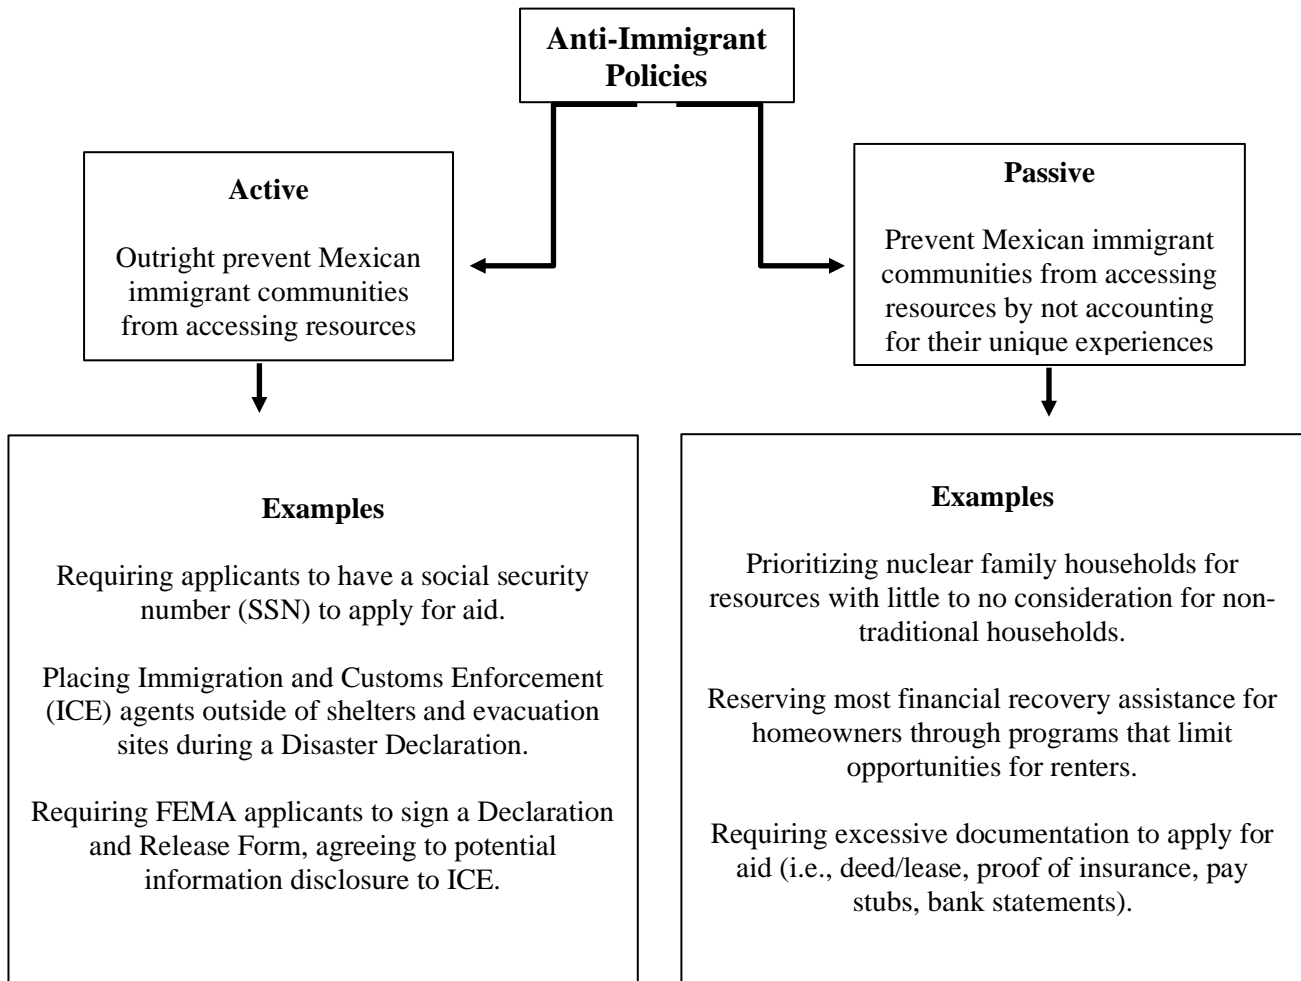 Anti-Immigrant
Policies
Active
Outright prevent Mexican
immigrant communities
from accessing resources
Passive
Prevent Mexican immigrant
communities from accessing
resources by not accounting
for their unique experiences
Examples
Requiring applicants to have a social security
number (SSN) to apply for aid.
Placing Immigration and Customs Enforcement
(ICE) agents outside of shelters and evacuation
sites during a Disaster Declaration.
Requiring FEMA applicants to sign a Declaration
and Release Form, agreeing to potential
information disclosure to ICE.
Examples
Prioritizing nuclear family households for
resources with little to no consideration for non-
traditional households.
Reserving most financial recovery assistance for
homeowners through programs that limit
opportunities for renters.
Requiring excessive documentation to apply for
aid (i.e., deed/lease, proof of insurance, pay
stubs, bank statements).